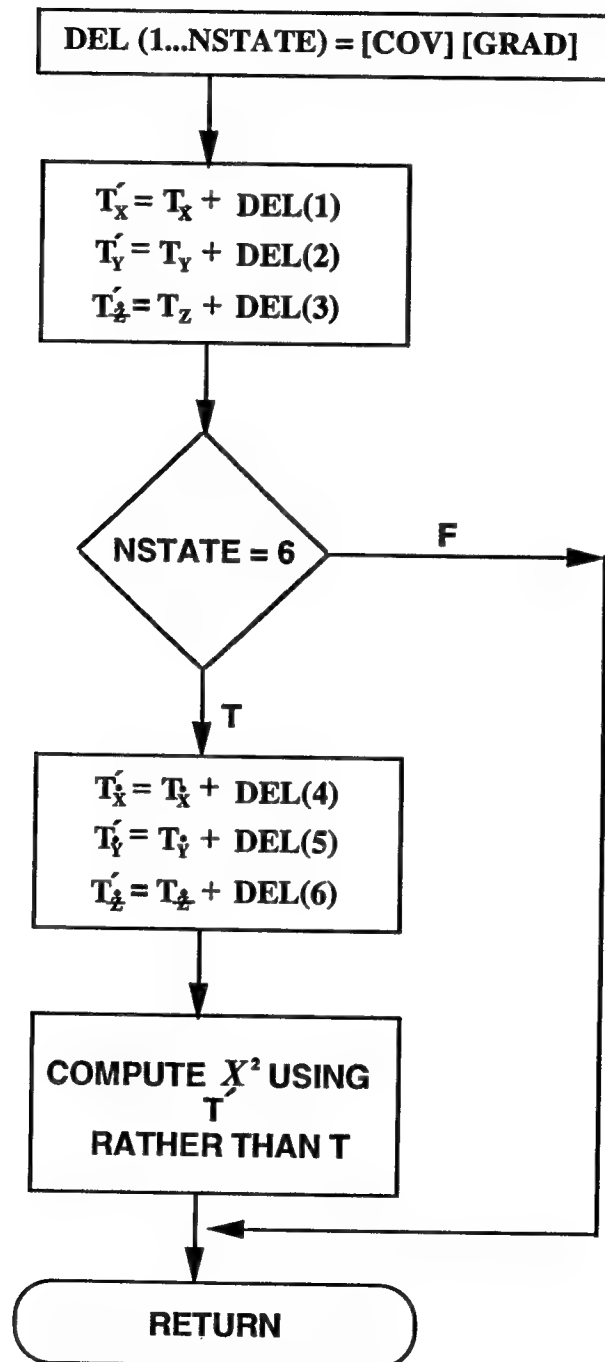 DEL (1...NSTATE) = [COV] [GRAD]
T′X = TX + DEL(1)
T′Y = TY + DEL(2)
T′Ż = TZ + DEL(3)
NSTATE = 6
F
T
T′Ẋ = TẊ + DEL(4)
T′Ẏ = TẎ + DEL(5)
T′Ż = TŻ + DEL(6)
COMPUTE X² USING
T′
RATHER THAN T
RETURN